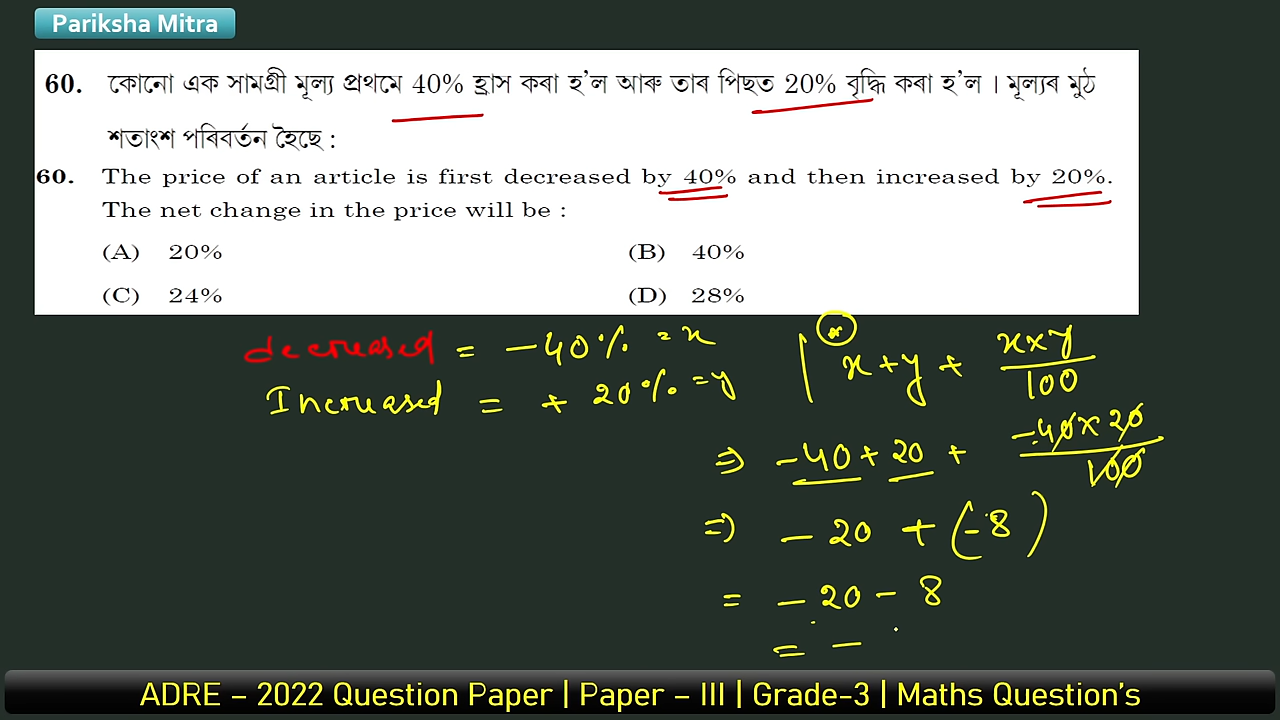 Pariksha Mitra
60. কোনো এক সামগ্ৰী মূল্য প্ৰথমে 40% হ্ৰাস কৰা হ'ল আৰু তাৰ পিছত 20% বৃদ্ধি কৰা হ'ল । মূল্যৰ মুঠ
শতাংশ পৰিবৰ্তন হৈছে :
60. The price of an article is first decreased by 40% and then increased by 20%.
The net change in the price will be :
(A) 20% (B) 40%
(C) 24% (D) 28%
decreased = -40% = x
Increased = + 20% = y
* x + y + x×y/100
⇒ -40 + 20 + -40×20/100
⇒ -20 + (-8)
= -20 - 8
= -
ADRE – 2022 Question Paper | Paper – III | Grade-3 | Maths Question's